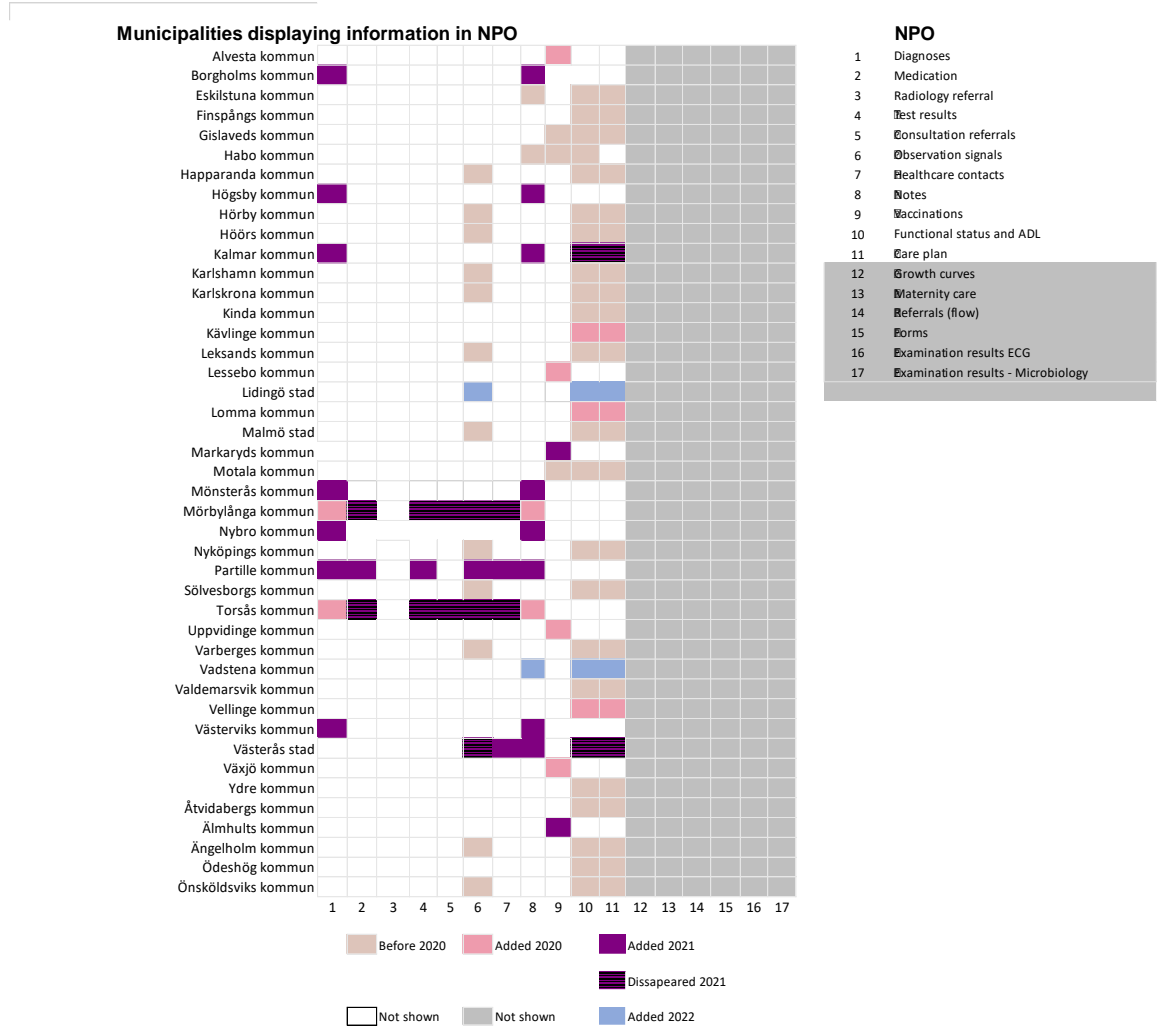 Municipalities displaying information in NPO
Alvesta kommun
Borgholms kommun
Eskilstuna kommun
Finspångs kommun
Gislaveds kommun
Habo kommun
Happaranda kommun
Högsby kommun
Hörby kommun
Höörs kommun
Kalmar kommun
Karlshamn kommun
Karlskrona kommun
Kinda kommun
Kävlinge kommun
Leksands kommun
Lessebo kommun
Lidingö stad
Lomma kommun
Malmö stad
Markaryds kommun
Motala kommun
Mönsterås kommun
Mörbylånga kommun
Nybro kommun
Nyköpings kommun
Partille kommun
Sölvesborgs kommun
Torsås kommun
Uppvidinge kommun
Varberges kommun
Vadstena kommun
Valdemarsvik kommun
Vellinge kommun
Västerviks kommun
Västerås stad
Växjö kommun
Ydre kommun
Åtvidabergs kommun
Älmhults kommun
Ängelholm kommun
Ödeshög kommun
Önsköldsviks kommun
1 2 3 4 5 6 7 8 9 10 11 12 13 14 15 16 17
Before 2020 Added 2020 Added 2021
Dissapeared 2021
Not shown Not shown Added 2022
NPO
1 Diagnoses
2 Medication
3 Radiology referral
4 Test results
5 Consultation referrals
6 Observation signals
7 Healthcare contacts
8 Notes
9 Vaccinations
10 Functional status and ADL
11 Care plan
12 Growth curves
13 Maternity care
14 Referrals (flow)
15 Forms
16 Examination results ECG
17 Examination results - Microbiology